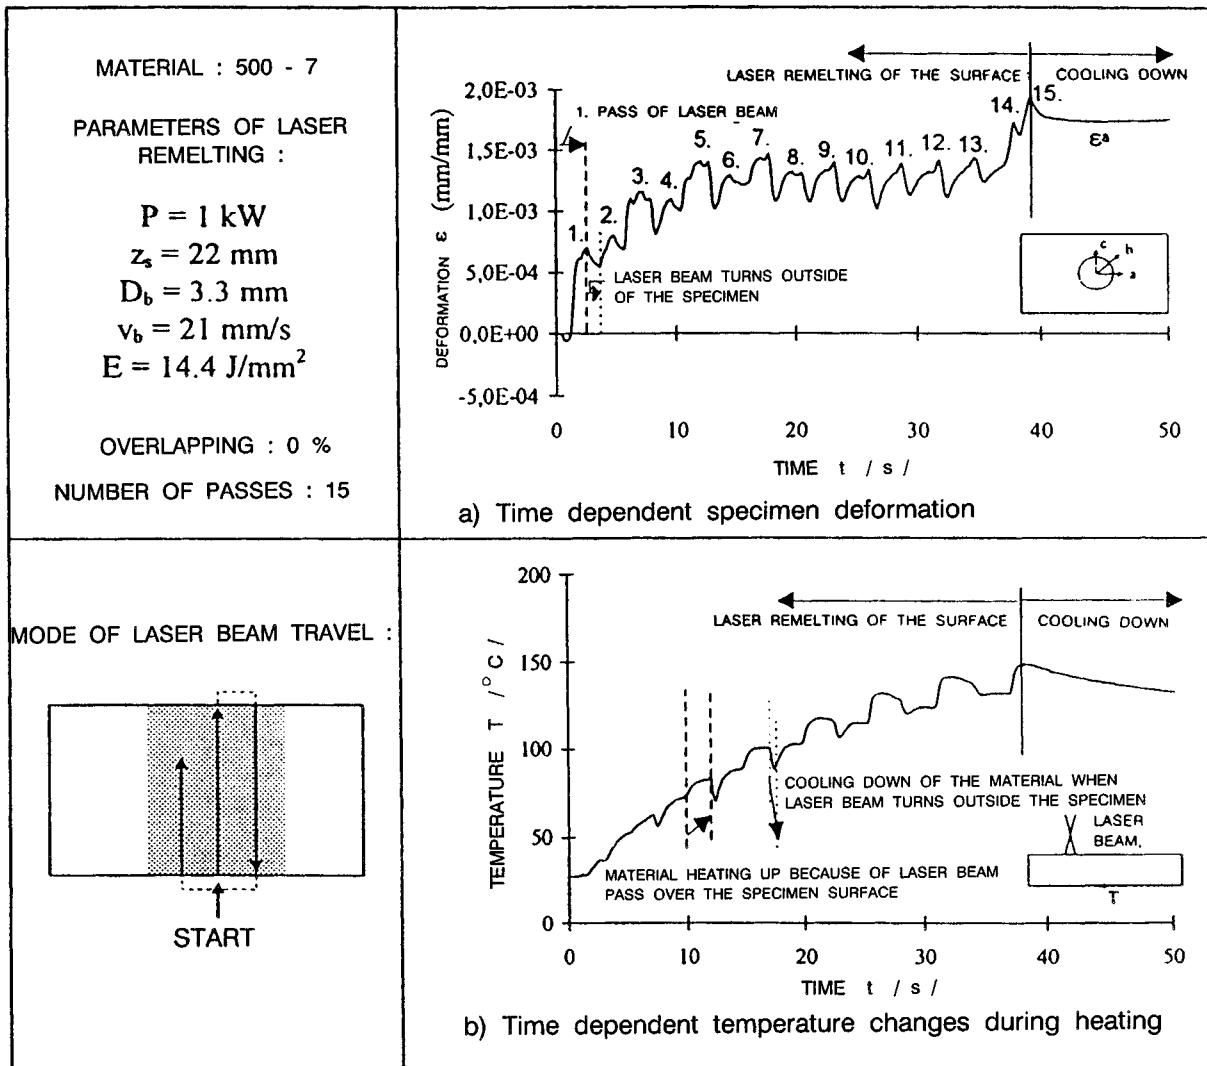 MATERIAL : 500 - 7
PARAMETERS OF LASER
REMELTING :
P = 1 kW
zₛ = 22 mm
D_b = 3.3 mm
v_b = 21 mm/s
E = 14.4 J/mm²
OVERLAPPING : 0 %
NUMBER OF PASSES : 15
LASER REMELTING OF THE SURFACE
COOLING DOWN
DEFORMATION ε (mm/mm)
2,0E-03
1,5E-03
1,0E-03
5,0E-04
0,0E+00
-5,0E-04
1. PASS OF LASER BEAM
1.
2.
3.
4.
5.
6.
7.
8.
9.
10.
11.
12.
13.
14.
15.
εᵃ
c
h
a
LASER BEAM TURNS OUTSIDE
OF THE SPECIMEN
0
10
20
30
40
50
TIME t / s /
a) Time dependent specimen deformation
MODE OF LASER BEAM TRAVEL :
START
TEMPERATURE T / °C /
200
150
100
50
0
LASER REMELTING OF THE SURFACE
COOLING DOWN
COOLING DOWN OF THE MATERIAL WHEN
LASER BEAM TURNS OUTSIDE THE SPECIMEN
LASER
BEAM.
T
MATERIAL HEATING UP BECAUSE OF LASER BEAM
PASS OVER THE SPECIMEN SURFACE
0
10
20
30
40
50
TIME t / s /
b) Time dependent temperature changes during heating